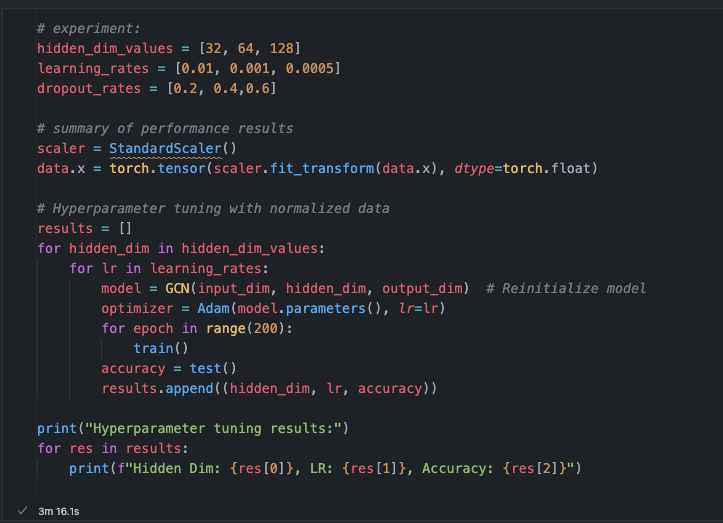 # experiment:
hidden_dim_values = [32, 64, 128]
learning_rates = [0.01, 0.001, 0.0005]
dropout_rates = [0.2, 0.4,0.6]
# summary of performance results
scaler = StandardScaler()
data.x = torch.tensor(scaler.fit_transform(data.x), dtype=torch.float)
# Hyperparameter tuning with normalized data
results = []
for hidden_dim in hidden_dim_values:
    for lr in learning_rates:
        model = GCN(input_dim, hidden_dim, output_dim)  # Reinitialize model
        optimizer = Adam(model.parameters(), lr=lr)
        for epoch in range(200):
            train()
        accuracy = test()
        results.append((hidden_dim, lr, accuracy))
print("Hyperparameter tuning results:")
for res in results:
    print(f"Hidden Dim: {res[0]}, LR: {res[1]}, Accuracy: {res[2]}")
3m 16.1s